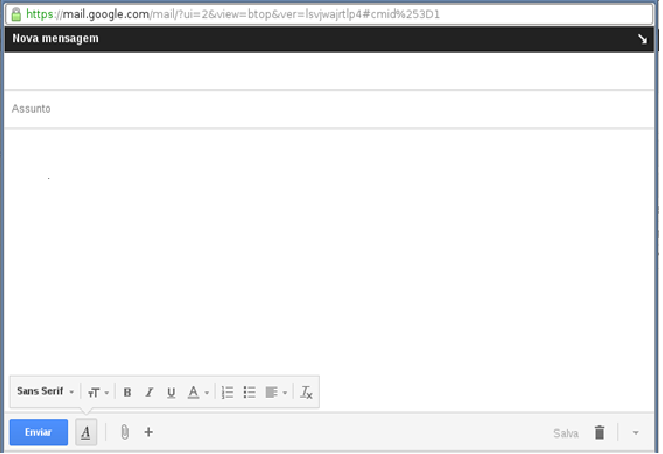 https://mail.google.com/mail/?ui=2&view=btop&ver=lsvjwajrtlp4#cmid%253D1
Nova mensagem
Assunto
Sans Serif T B I U A Ix
Enviar A + Salva